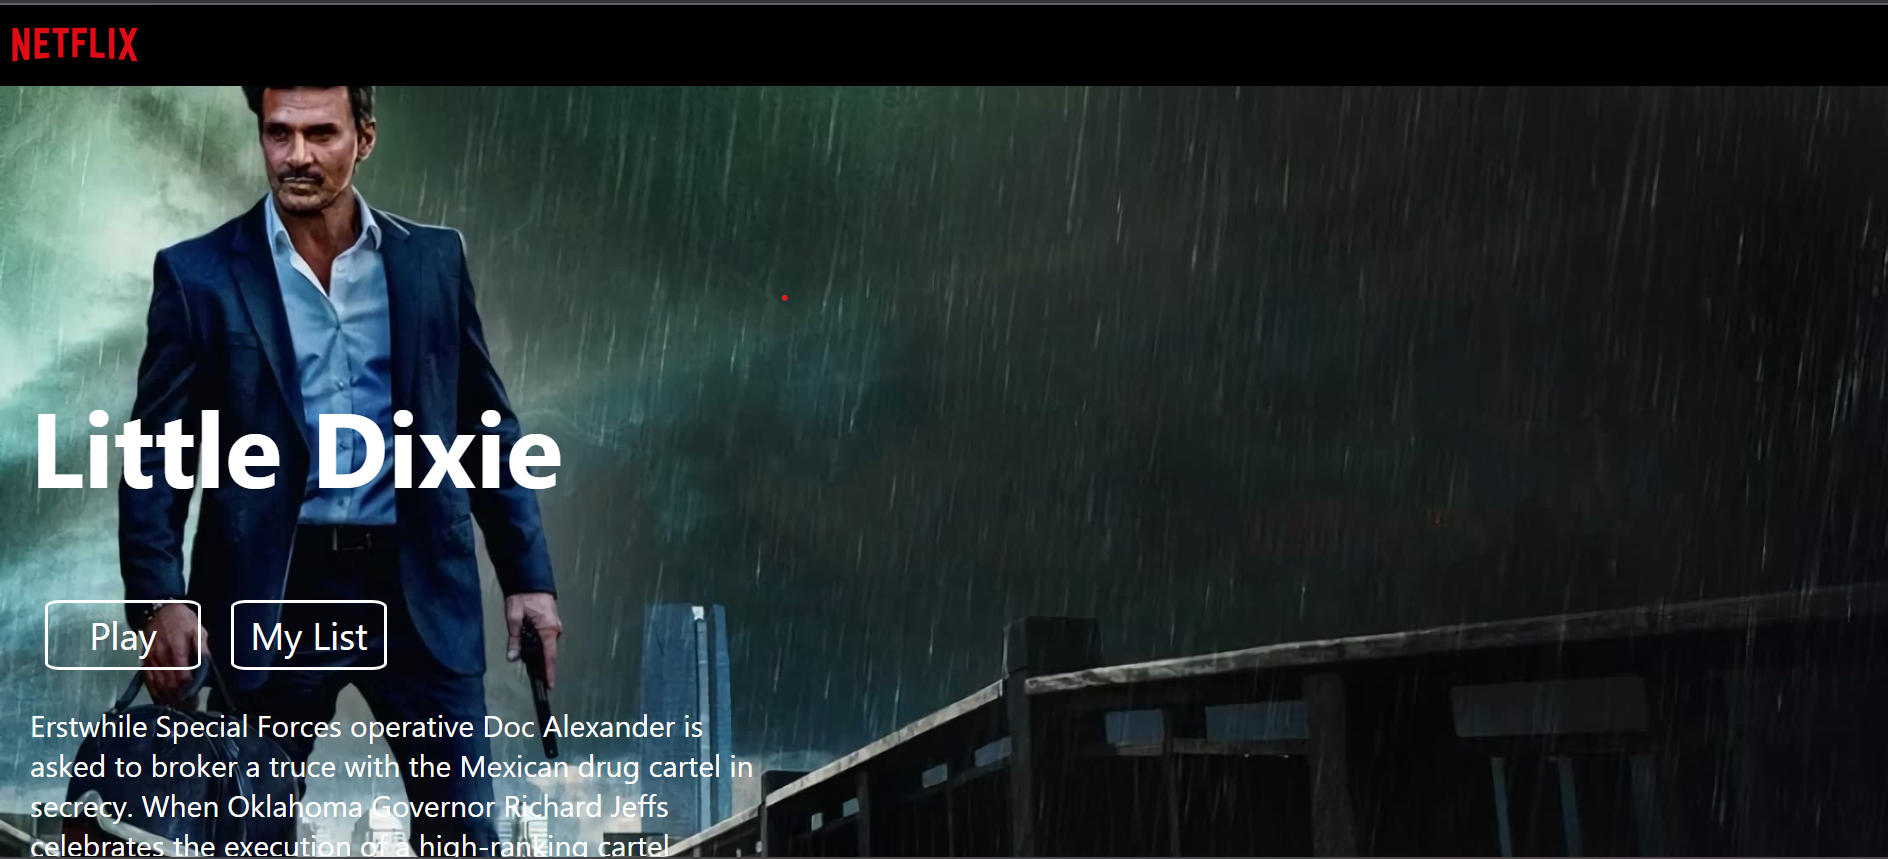 NETFLIX
Little Dixie
Play
My List
Erstwhile Special Forces operative Doc Alexander is
asked to broker a truce with the Mexican drug cartel in
secrecy. When Oklahoma Governor Richard Jeffs
celebrates the execution of a high-ranking cartel